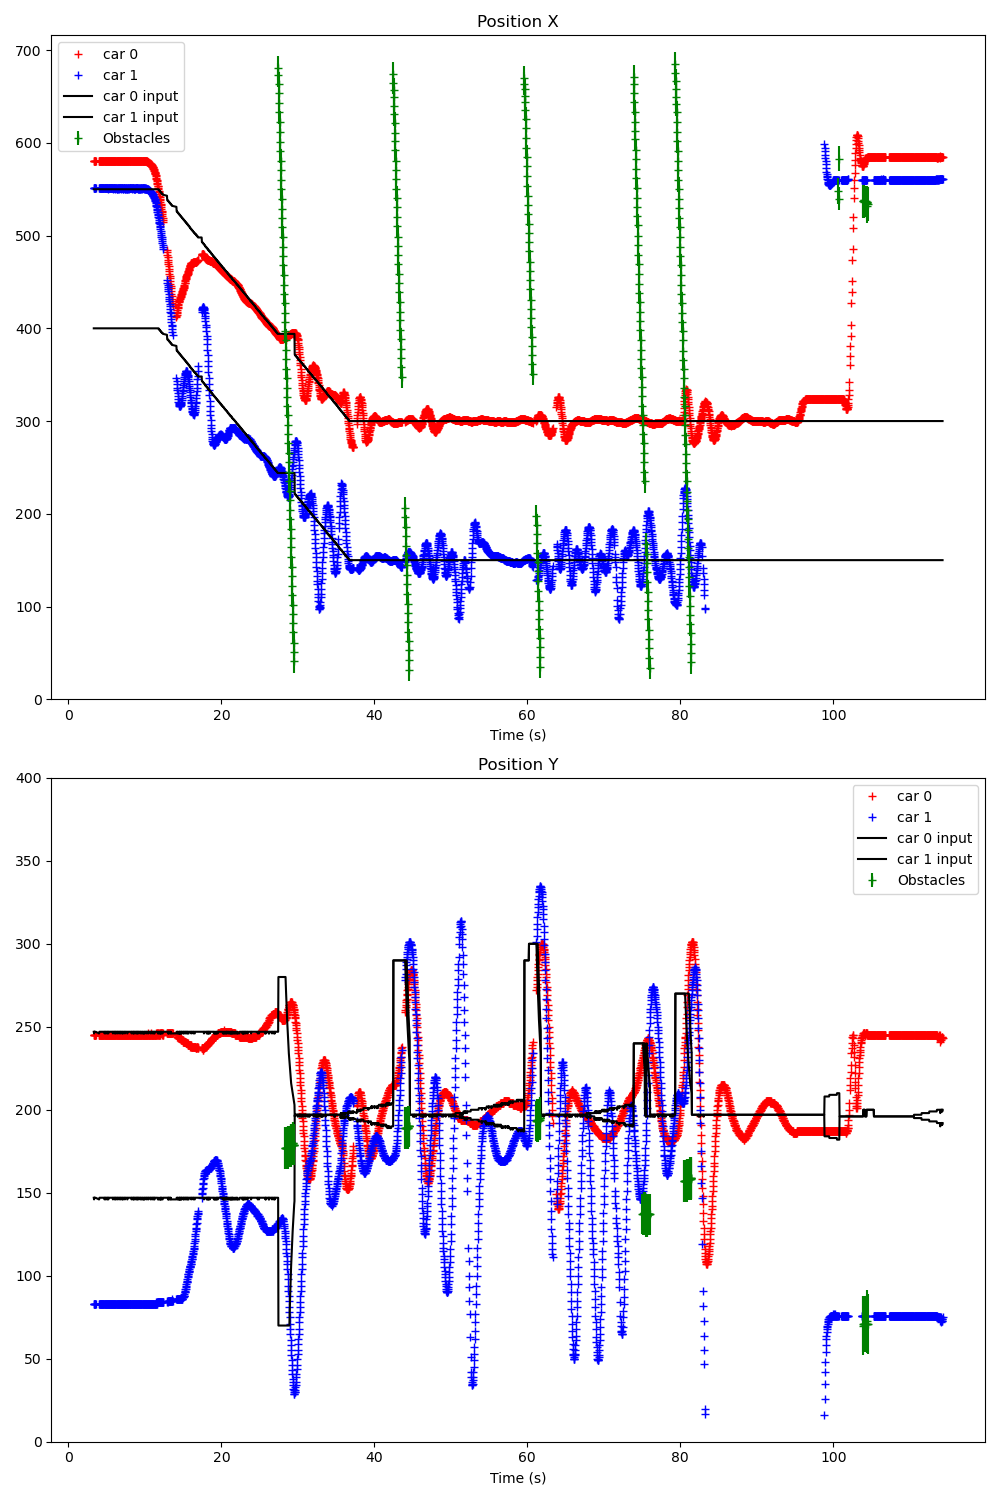 Position X
700
600
500
400
300
200
100
0
car 0
car 1
car 0 input
car 1 input
Obstacles
0 20 40 60 80 100
Time (s)
Position Y
400
350
300
250
200
150
100
50
0
car 0
car 1
car 0 input
car 1 input
Obstacles
0 20 40 60 80 100
Time (s)